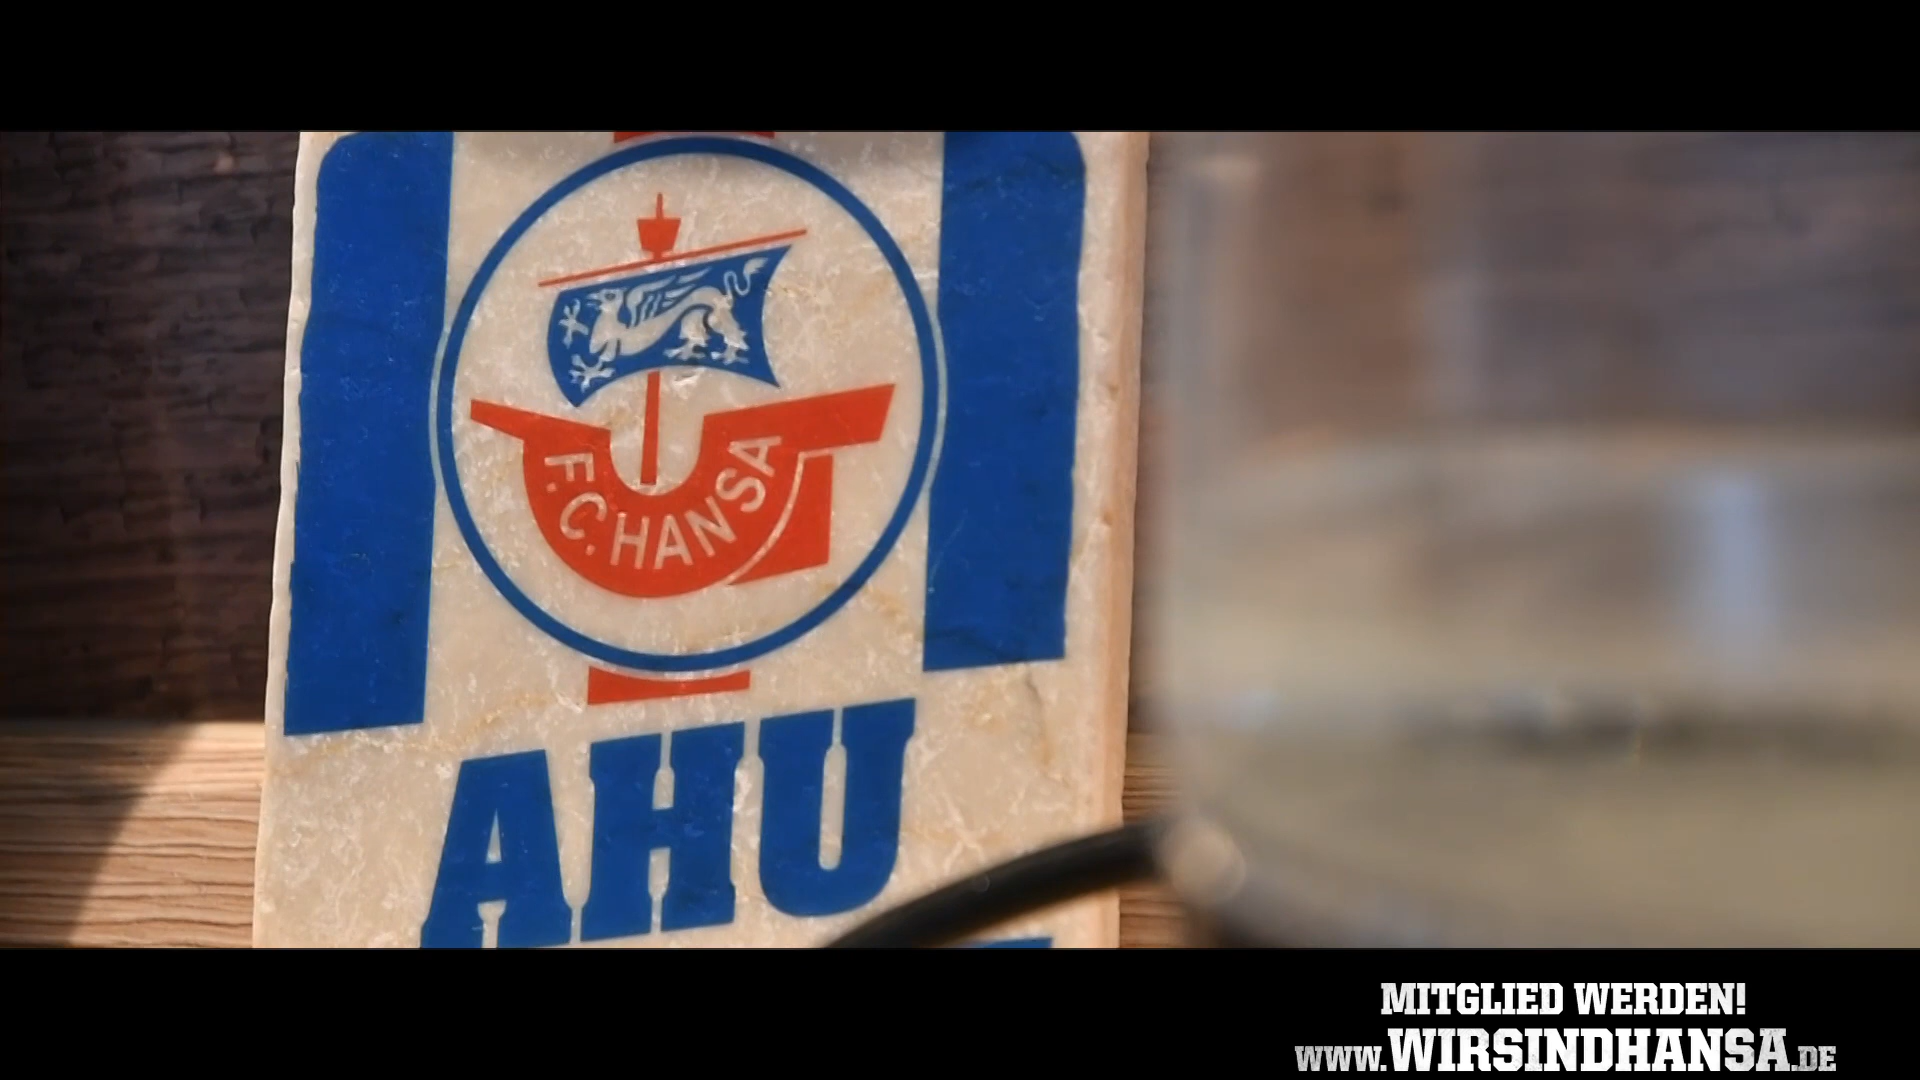 F.C. HANSA
AHU
MITGLIED WERDEN!
WWW.WIRSINDHANSA.DE